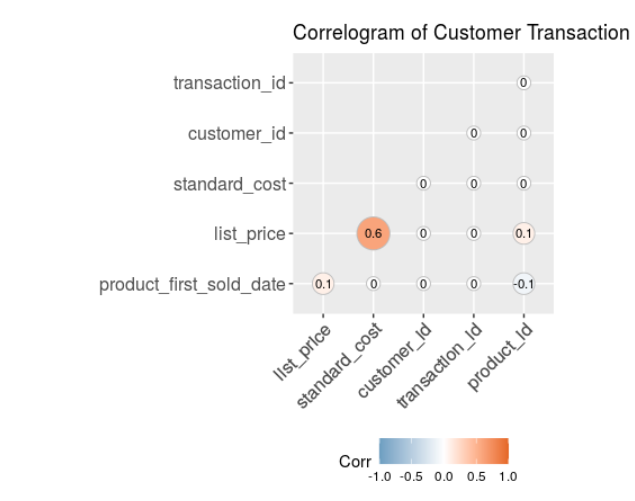 Correlogram of Customer Transaction
transaction_id 0
customer_id 0 0
standard_cost 0 0 0
list_price 0.6 0 0 0.1
product_first_sold_date 0.1 0 0 0 -0.1
list_price standard_cost customer_id transaction_id product_id
Corr
-1.0 -0.5 0.0 0.5 1.0